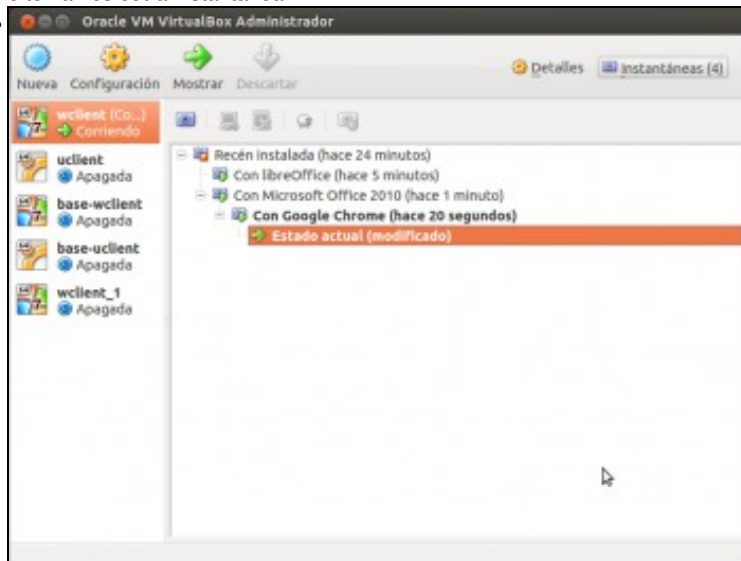 Oracle VM VirtualBox Administrador
Nueva Configuración Mostrar Descartar
Detalles Instantáneas (4)
wclient (Co...)
Corriendo
uclient
Apagada
base-wclient
Apagada
base-uclient
Apagada
wclient_1
Apagada
Recén instalada (hace 24 minutos)
Con libreOffice (hace 5 minutos)
Con Microsoft Office 2010 (hace 1 minuto)
Con Google Chrome (hace 20 segundos)
Estado actual (modificado)